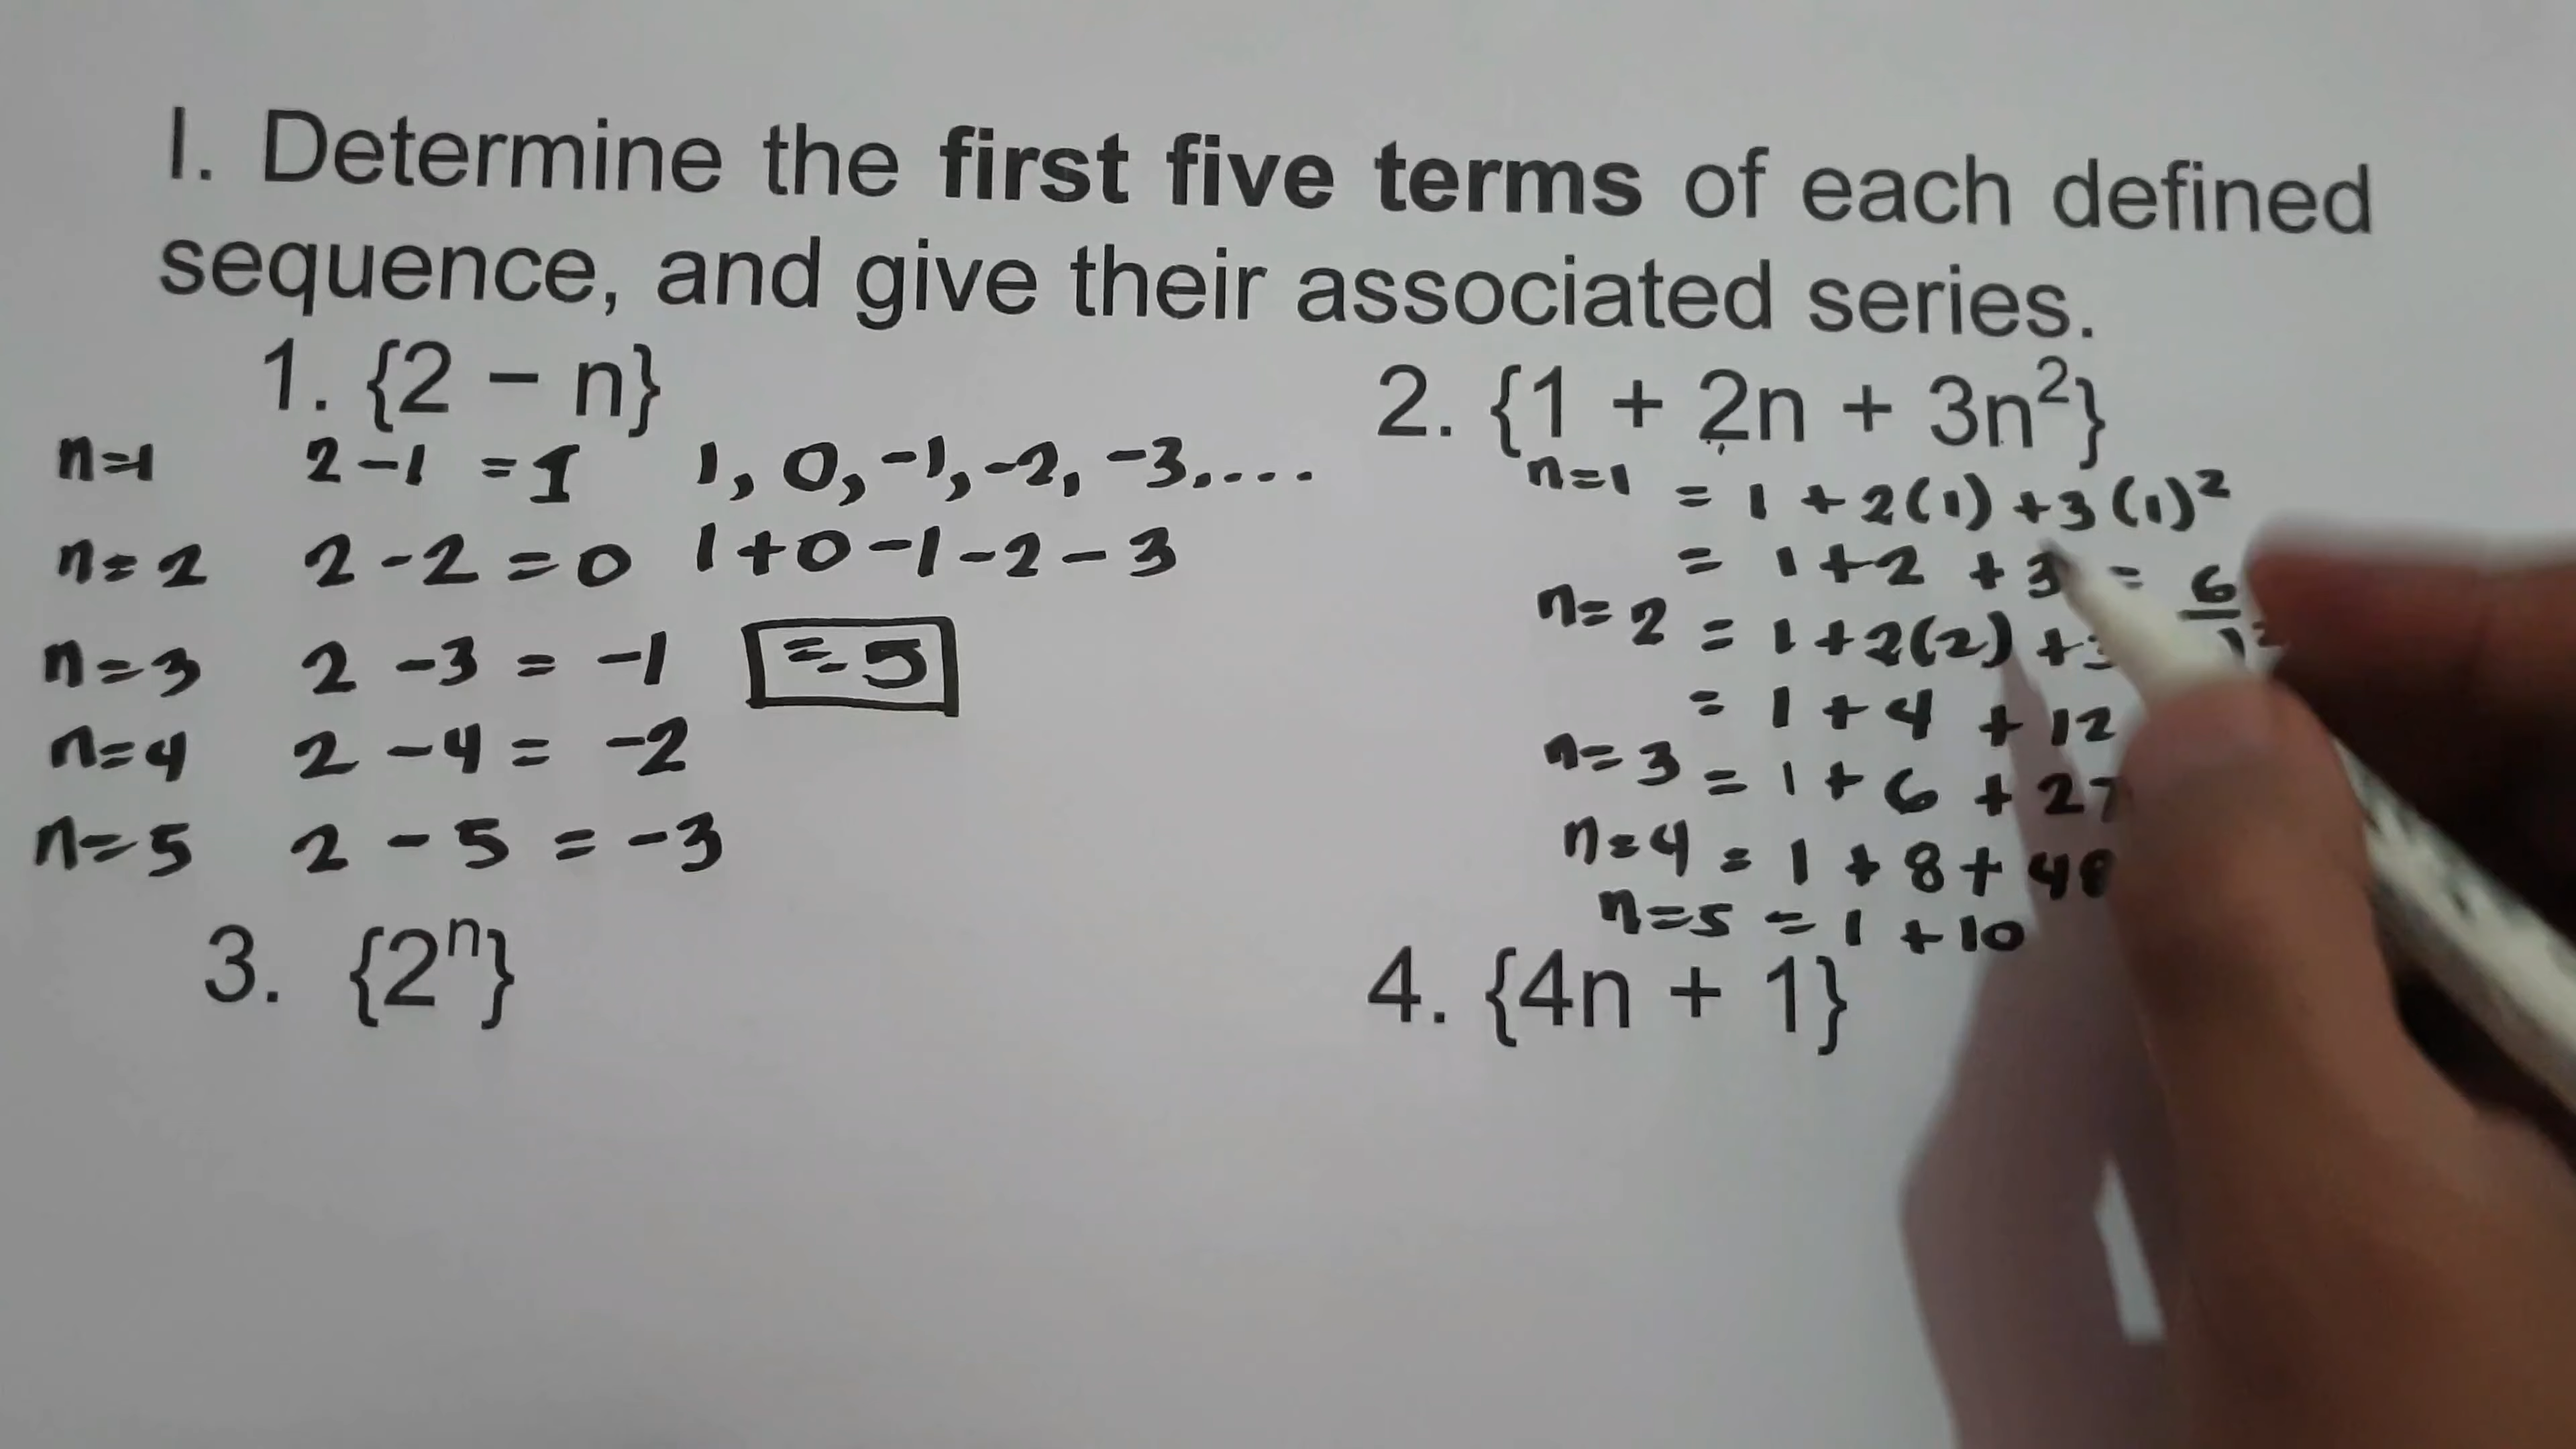 I. Determine the first five terms of each defined
sequence, and give their associated series.
1. {2 − n}
n=1 2-1 = 1 1, 0, -1, -2, -3, ....
n=2 2-2=0 1+0-1-2-3
n=3 2-3 = -1 =-5
n=4 2-4= -2
n=5 2-5 = -3
2. {1 + 2n + 3n²}
n=1 = 1 + 2(1) + 3(1)²
= 1+2 +3 = 6
n=2 = 1+2(2) +
= 1+4 +12
n=3 = 1+6 +27
n=4 = 1+8+48
n=5 = 1+10
3. {2ⁿ}
4. {4n + 1}